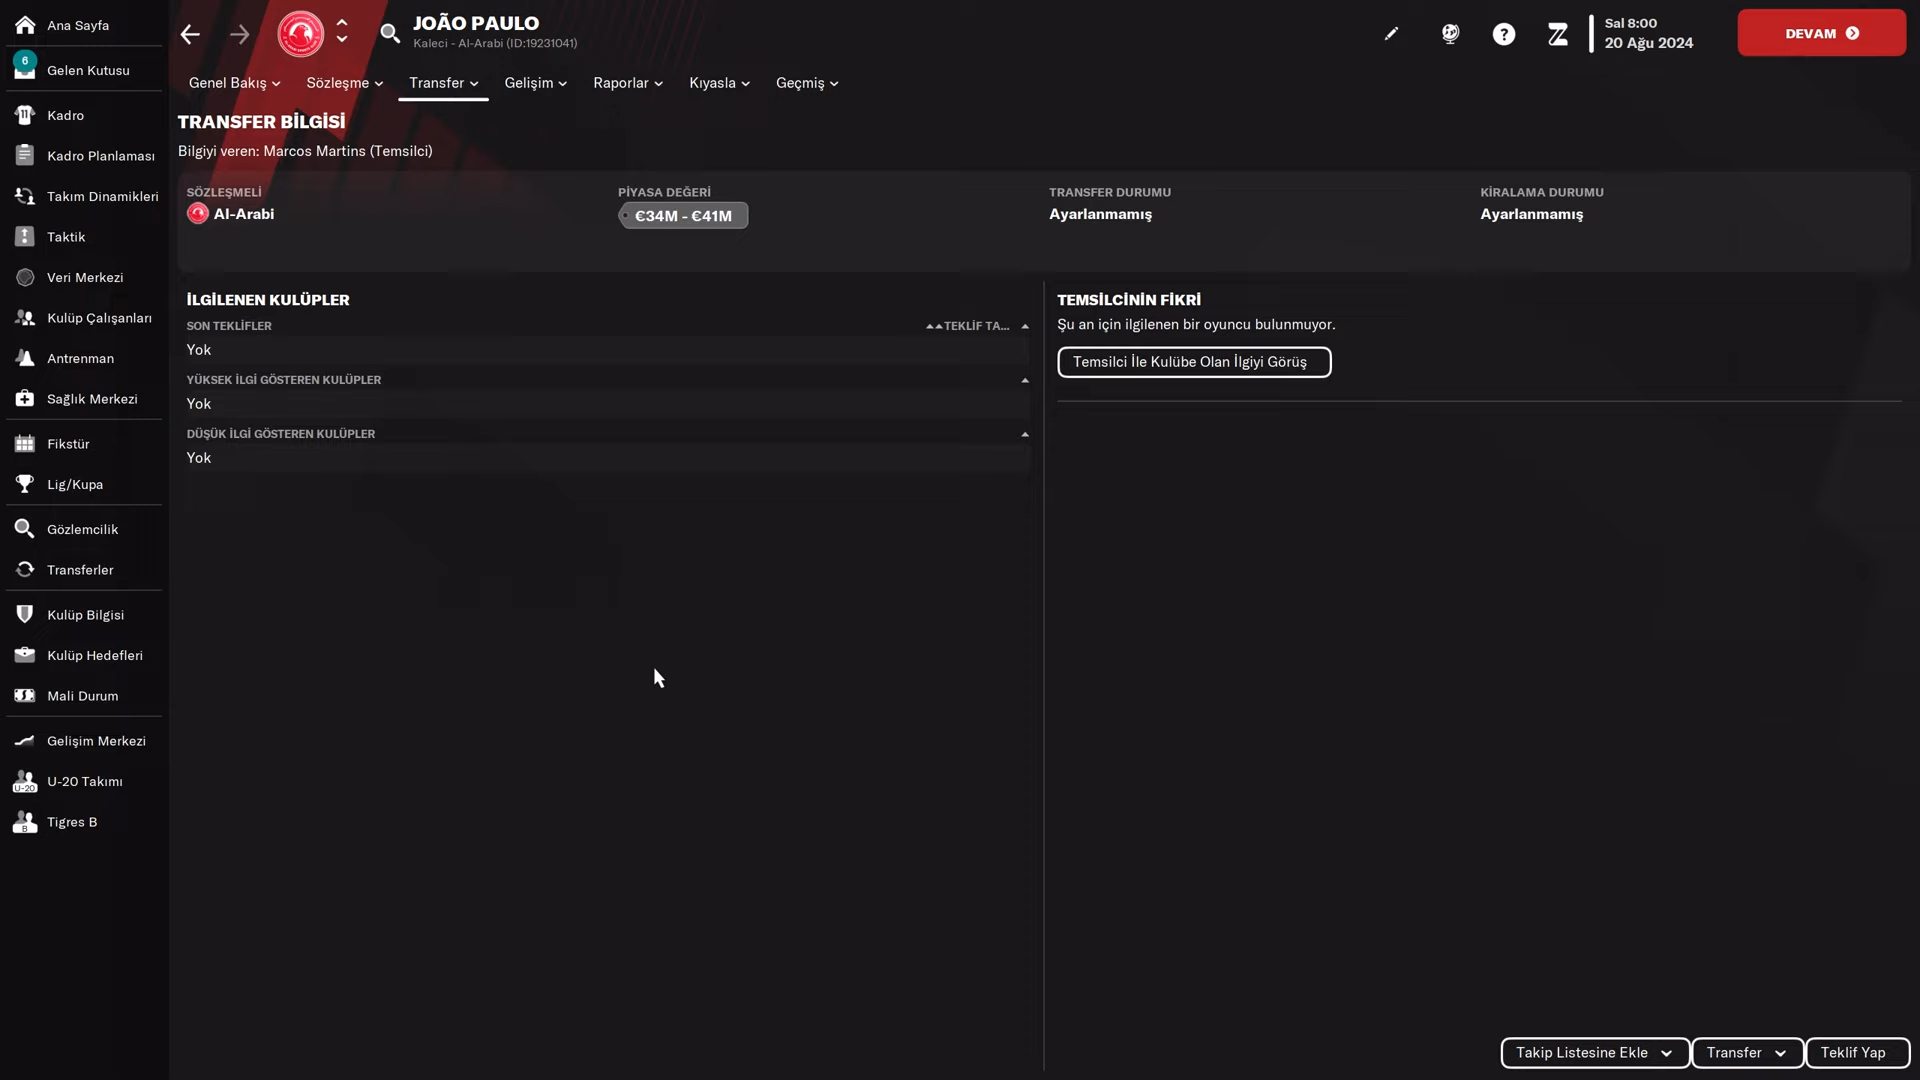 Ana Sayfa
6
Gelen Kutusu
Kadro
Kadro Planlaması
Takım Dinamikleri
Taktik
Veri Merkezi
Kulüp Çalışanları
Antrenman
Sağlık Merkezi
Fikstür
Lig/Kupa
Gözlemcilik
Transferler
Kulüp Bilgisi
Kulüp Hedefleri
Mali Durum
Gelişim Merkezi
U-20
U-20 Takımı
B
Tigres B
JOÃO PAULO
Kaleci - Al-Arabi (ID:19231041)
Sal 8:00
20 Ağu 2024
DEVAM
Genel Bakış
Sözleşme
Transfer
Gelişim
Raporlar
Kıyasla
Geçmiş
TRANSFER BİLGİSİ
Bilgiyi veren: Marcos Martins (Temsilci)
SÖZLEŞMELİ
Al-Arabi
PİYASA DEĞERİ
€34M - €41M
TRANSFER DURUMU
Ayarlanmamış
KİRALAMA DURUMU
Ayarlanmamış
İLGİLENEN KULÜPLER
SON TEKLİFLER
TEKLİF TA...
Yok
YÜKSEK İLGİ GÖSTEREN KULÜPLER
Yok
DÜŞÜK İLGİ GÖSTEREN KULÜPLER
Yok
TEMSİLCİNİN FİKRİ
Şu an için ilgilenen bir oyuncu bulunmuyor.
Temsilci İle Kulübe Olan İlgiyi Görüş
Takip Listesine Ekle
Transfer
Teklif Yap